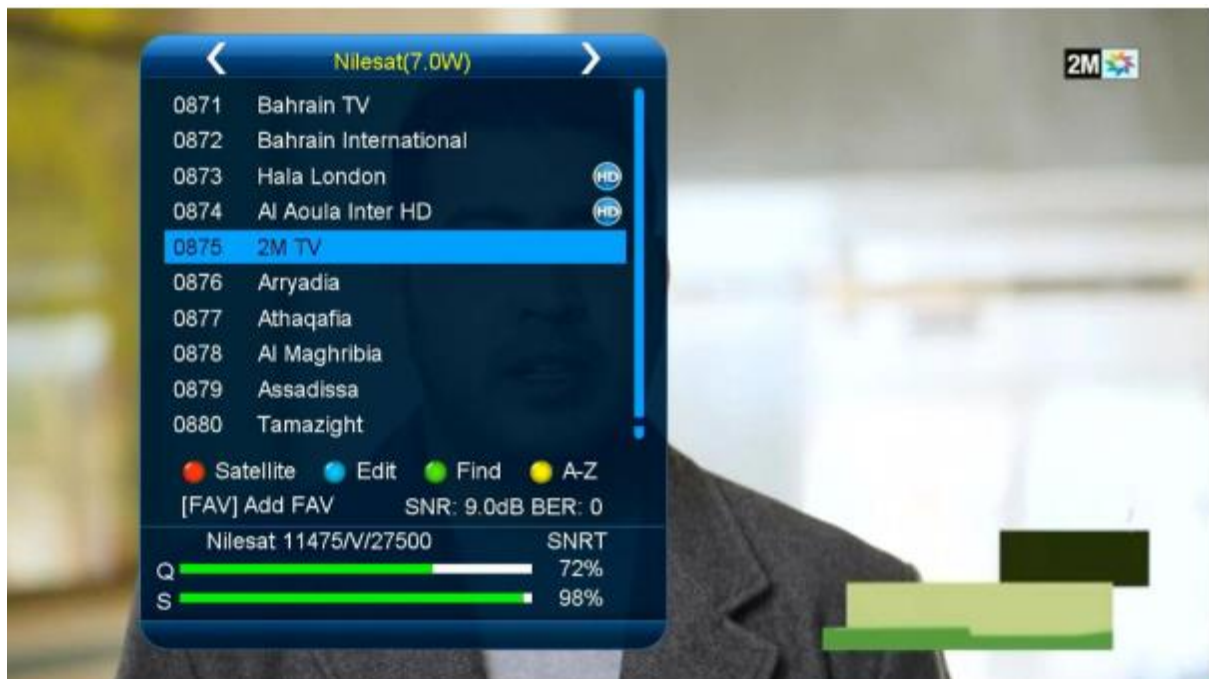 Nilesat(7.0W)
2M
0871 Bahrain TV
0872 Bahrain International
0873 Hala London HD
0874 Al Aoula Inter HD HD
0875 2M TV
0876 Arryadia
0877 Athaqafia
0878 Al Maghribia
0879 Assadissa
0880 Tamazight
Satellite Edit Find A-Z
[FAV] Add FAV SNR: 9.0dB BER: 0
Nilesat 11475/V/27500 SNRT
Q 72%
S 98%